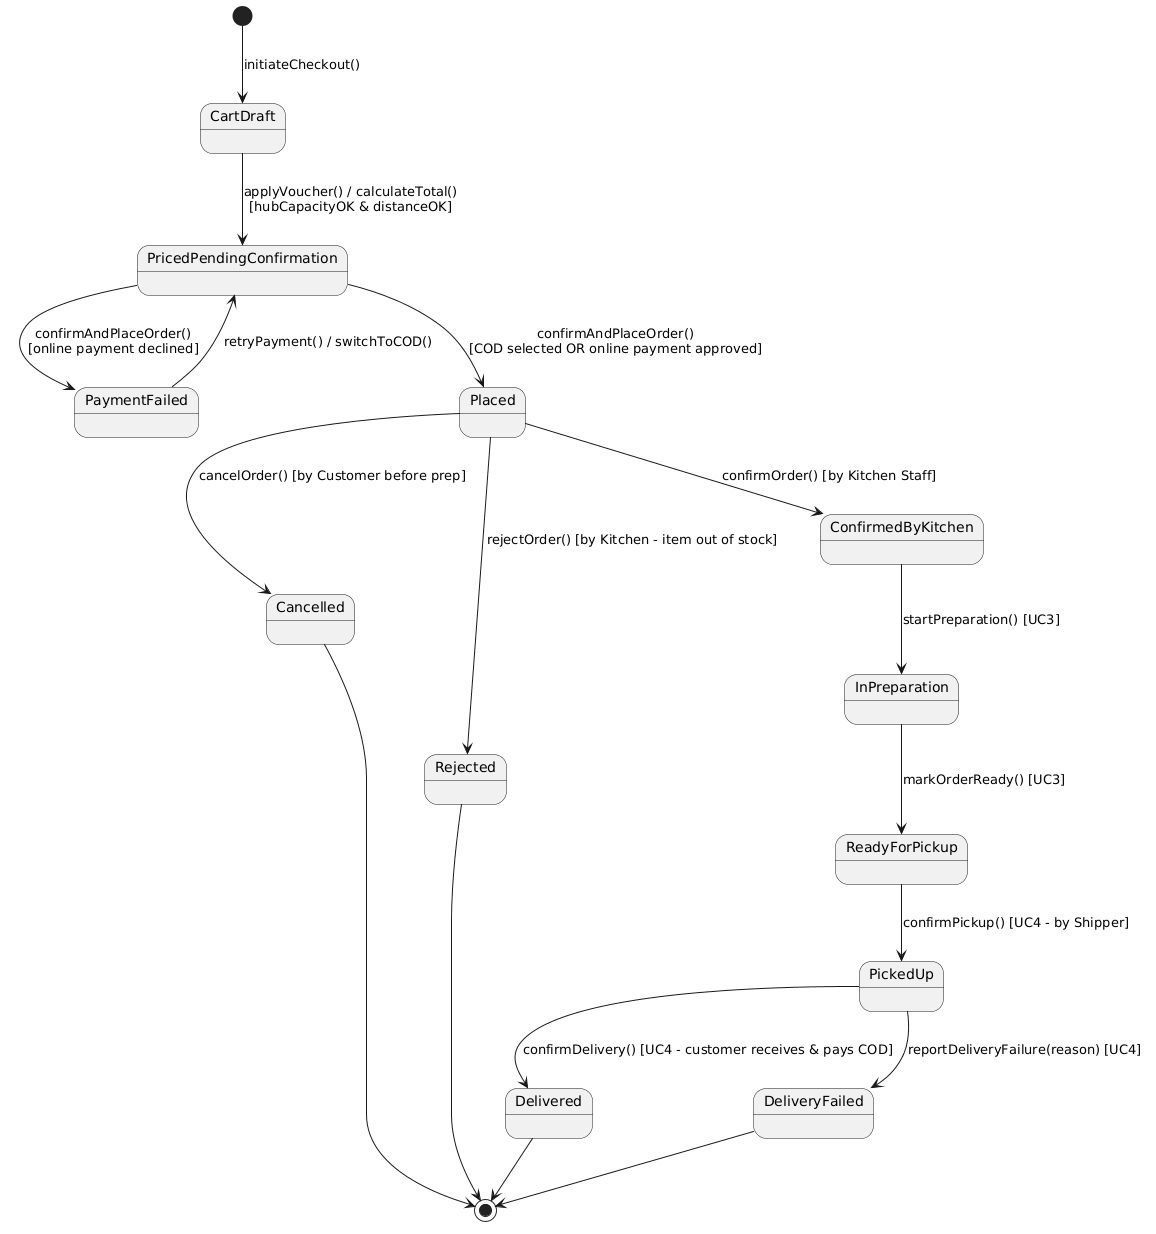 initiateCheckout()
CartDraft
applyVoucher() / calculateTotal()
[hubCapacityOK & distanceOK]
PricedPendingConfirmation
confirmAndPlaceOrder()
[online payment declined]
retryPayment() / switchToCOD()
confirmAndPlaceOrder()
[COD selected OR online payment approved]
PaymentFailed
Placed
cancelOrder() [by Customer before prep]
confirmOrder() [by Kitchen Staff]
ConfirmedByKitchen
rejectOrder() [by Kitchen - item out of stock]
Cancelled
startPreparation() [UC3]
InPreparation
Rejected
markOrderReady() [UC3]
ReadyForPickup
confirmPickup() [UC4 - by Shipper]
PickedUp
confirmDelivery() [UC4 - customer receives & pays COD]
reportDeliveryFailure(reason) [UC4]
Delivered
DeliveryFailed